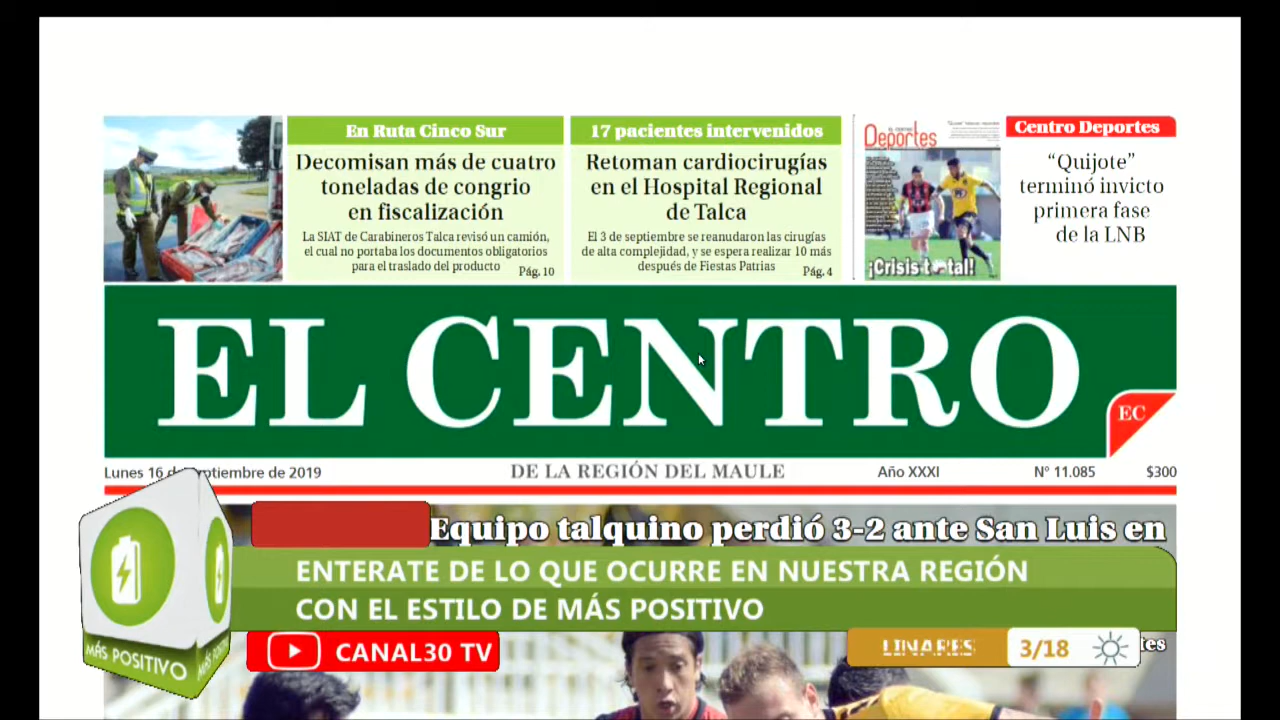 En Ruta Cinco Sur
Decomisan más de cuatro
toneladas de congrio
en fiscalización
La SIAT de Carabineros Talca revisó un camión,
el cual no portaba los documentos obligatorios
para el traslado del producto
Pág. 10
17 pacientes intervenidos
Retoman cardiocirugías
en el Hospital Regional
de Talca
El 3 de septiembre se reanudaron las cirugías
de alta complejidad, y se espera realizar 10 más
después de Fiestas Patrias
Pág. 4
Deportes
¡Crisis total!
Centro Deportes
“Quijote”
terminó invicto
primera fase
de la LNB
EL CENTRO
EC
Lunes 16 de septiembre de 2019
DE LA REGIÓN DEL MAULE
Año XXXI
N° 11.085
$300
Equipo talquino perdió 3-2 ante San Luis en
ENTERATE DE LO QUE OCURRE EN NUESTRA REGIÓN
CON EL ESTILO DE MÁS POSITIVO
MÁS POSITIVO
CANAL30 TV
LINARES
3/18